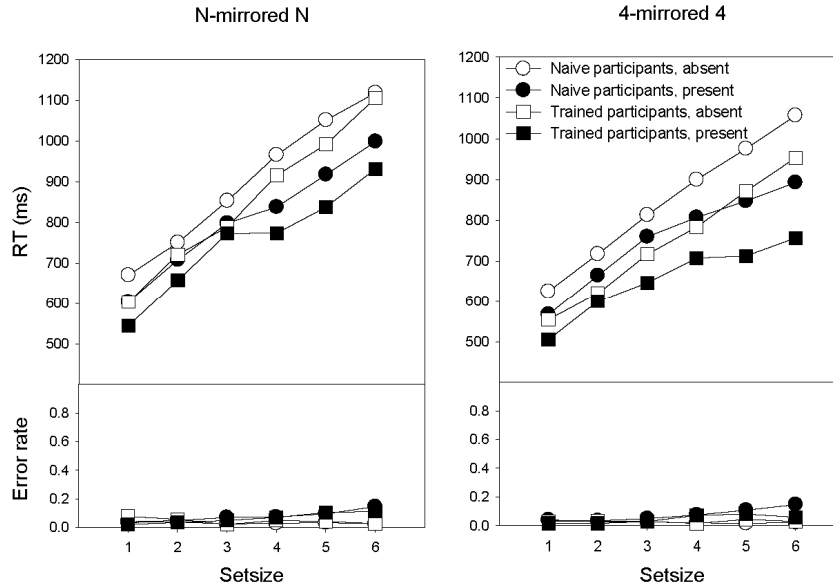 N-mirrored N
4-mirrored 4
1200
1100
1000
900
800
700
600
500
RT (ms)
1200
1100
1000
900
800
700
600
500
Naive participants, absent
Naive participants, present
Trained participants, absent
Trained participants, present
0.8
0.6
0.4
0.2
0.0
Error rate
0.8
0.6
0.4
0.2
0.0
1 2 3 4 5 6
Setsize
1 2 3 4 5 6
Setsize